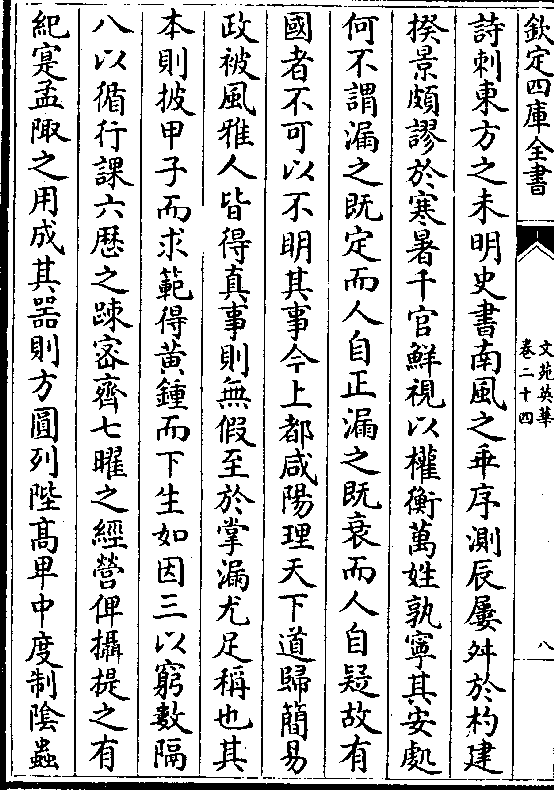 欽定四庫全書
文苑英華
卷二十四
八
詩刺東方之未明史書南風之乖序測辰屢舛於杓建
揆景頗謬於寒暑千官鮮視以權衡萬姓孰寧其安處
何不謂漏之既定而人自正漏之既衰而人自疑故有
國者不可以不明其事今上都咸陽理天下道歸簡易
政被風雅人皆得真事則無假至於掌漏尤足稱也其
本則披甲子而求範得黃鍾而下生如因三以窮數隔
八以循行課六厯之踈宻齊七曜之經營俾攝提之有
紀寔孟陬之用成其器則方圓列陛髙卑中度制陰蟲